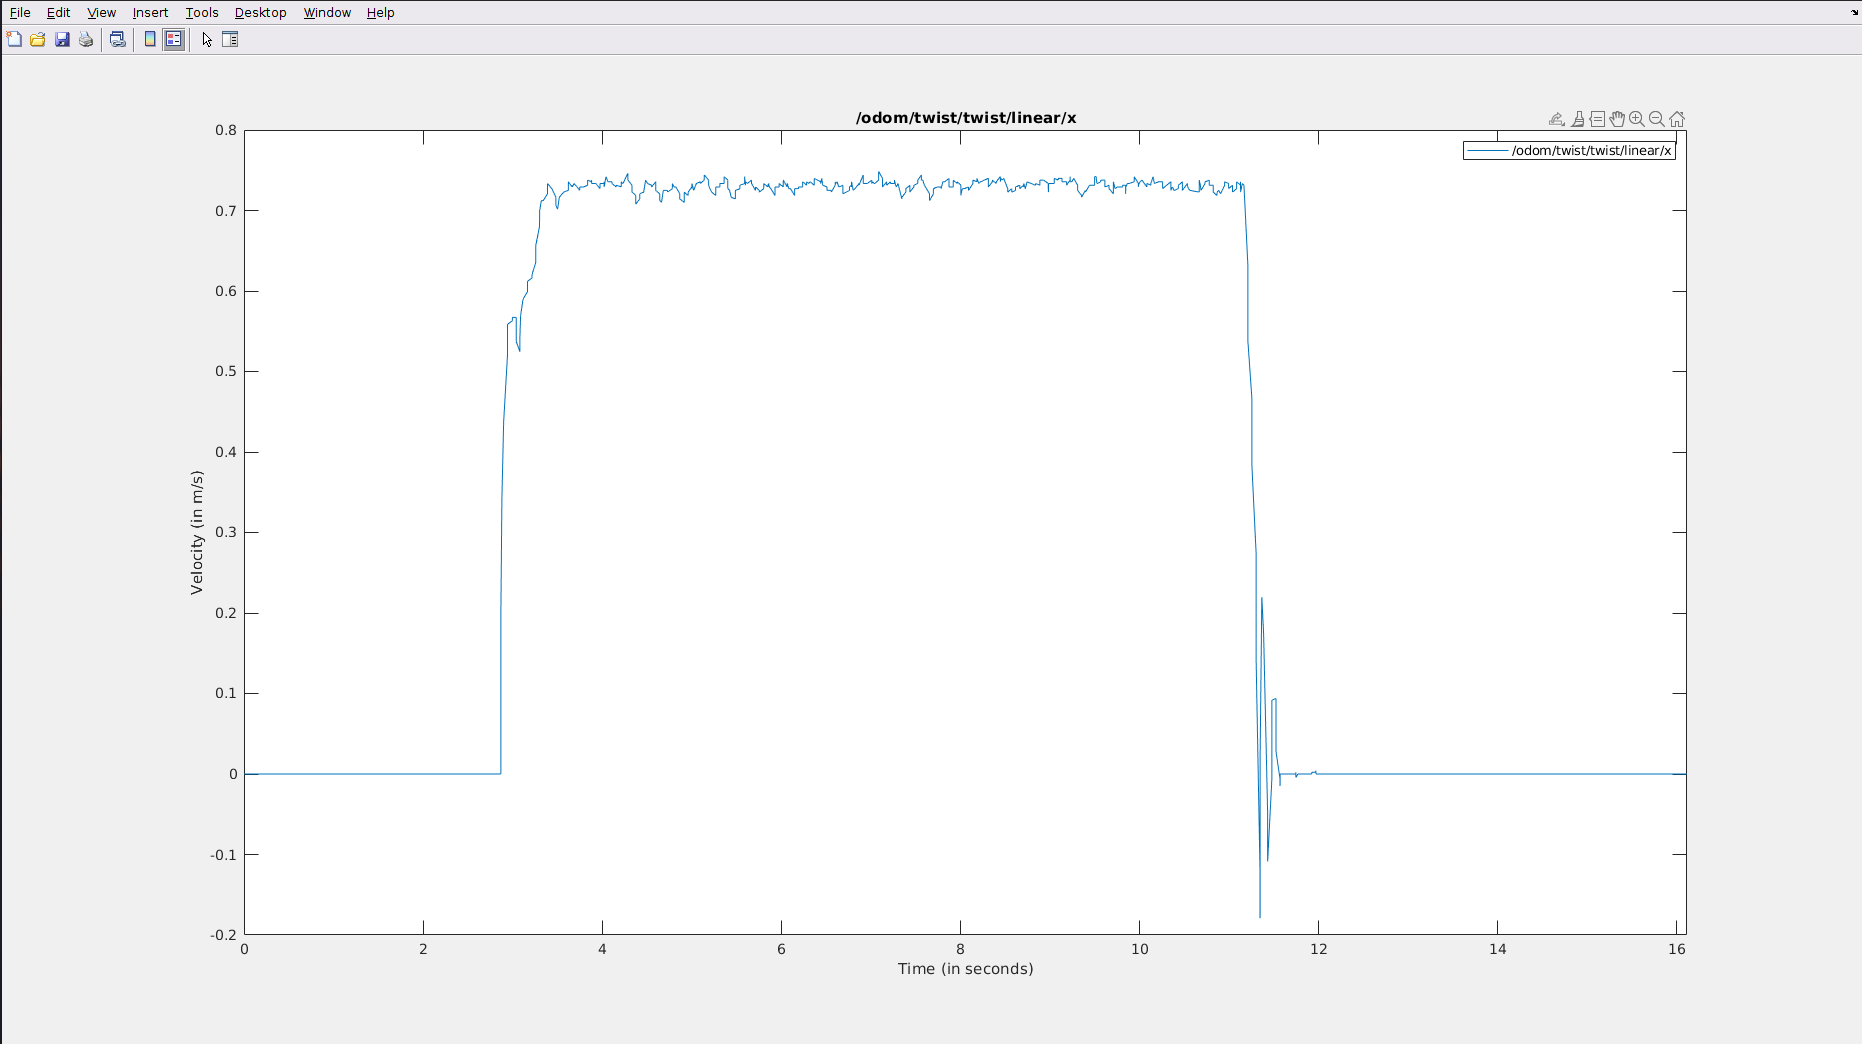 File Edit View Insert Tools Desktop Window Help
/odom/twist/twist/linear/x
/odom/twist/twist/linear/x
0.8
0.7
0.6
0.5
0.4
0.3
0.2
0.1
0
-0.1
-0.2
Velocity (in m/s)
0 2 4 6 8 10 12 14 16
Time (in seconds)